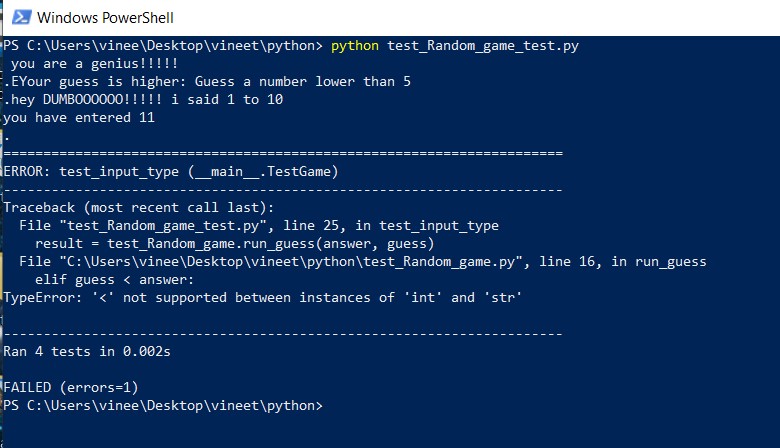 Windows PowerShell
PS C:\Users\vinee\Desktop\vineet\python> python test_Random_game_test.py
 you are a genius!!!!!
.EYour guess is higher: Guess a number lower than 5
.hey DUMBOOOOOO!!!!! i said 1 to 10
you have entered 11
.
======================================================================
ERROR: test_input_type (__main__.TestGame)
----------------------------------------------------------------------
Traceback (most recent call last):
  File "test_Random_game_test.py", line 25, in test_input_type
    result = test_Random_game.run_guess(answer, guess)
  File "C:\Users\vinee\Desktop\vineet\python\test_Random_game.py", line 16, in run_guess
    elif guess < answer:
TypeError: '<' not supported between instances of 'int' and 'str'
----------------------------------------------------------------------
Ran 4 tests in 0.002s
FAILED (errors=1)
PS C:\Users\vinee\Desktop\vineet\python>